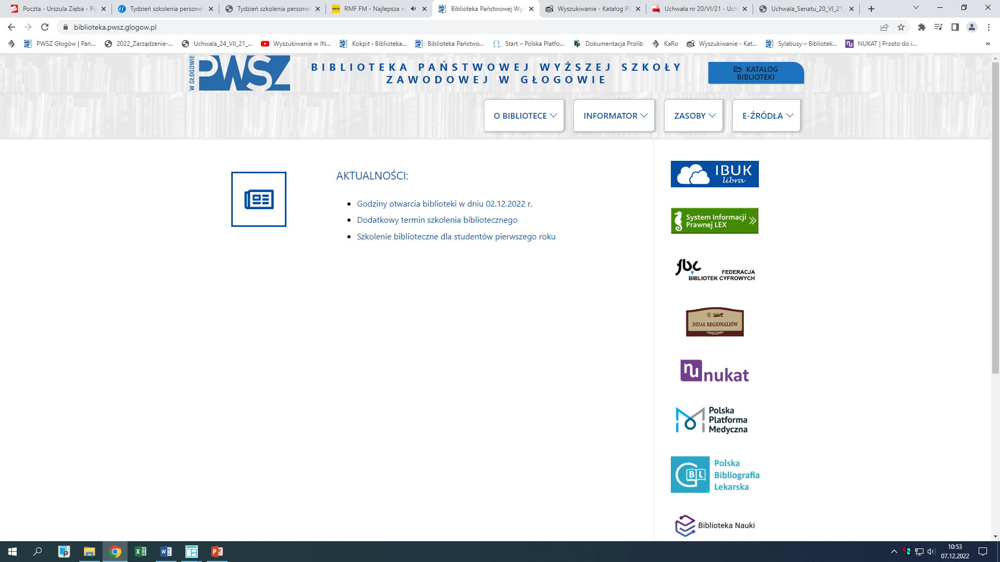 Poczta - Urszula Zięba - Po
Tydzień szkolenia persone
Tydzień szkolenia persone
RMF FM - Najlepsza m
Biblioteka Państwowej Wy
Wyszukiwanie - Katalog PW
Uchwała nr 20/VI/21 - Uch
Uchwala_Senatu_20_VI_21_
biblioteka.pwsz.glogow.pl
PWSZ Głogów | Pań...
2022_Zarządzenie-...
Uchwala_24_VII_21_...
Wyszukiwanie w IN...
Kokpit ‹ Biblioteka...
Biblioteka Państwo...
Start – Polska Platfo...
Dokumentacja Prolib
KaRo
Wyszukiwanie - Kat...
Sylabusy – Bibliotek...
NUKAT | Prosto do i...
W GŁOGOWIE
PWSZ
BIBLIOTEKA PAŃSTWOWEJ WYŻSZEJ SZKOŁY
ZAWODOWEJ W GŁOGOWIE
KATALOG
BIBLIOTEKI
O BIBLIOTECE
INFORMATOR
ZASOBY
E-ŹRÓDŁA
AKTUALNOŚCI:
Godziny otwarcia biblioteki w dniu 02.12.2022 r.
Dodatkowy termin szkolenia bibliotecznego
Szkolenie biblioteczne dla studentów pierwszego roku
IBUK
libra
System Informacji
Prawnej LEX
fbc
FEDERACJA
BIBLIOTEK CYFROWYCH
PWSZ
DZIAŁ REGIONALIÓW
nu nukat
Polska
Platforma
Medyczna
GBL
Polska
Bibliografia
Lekarska
Biblioteka Nauki
10:53
07.12.2022